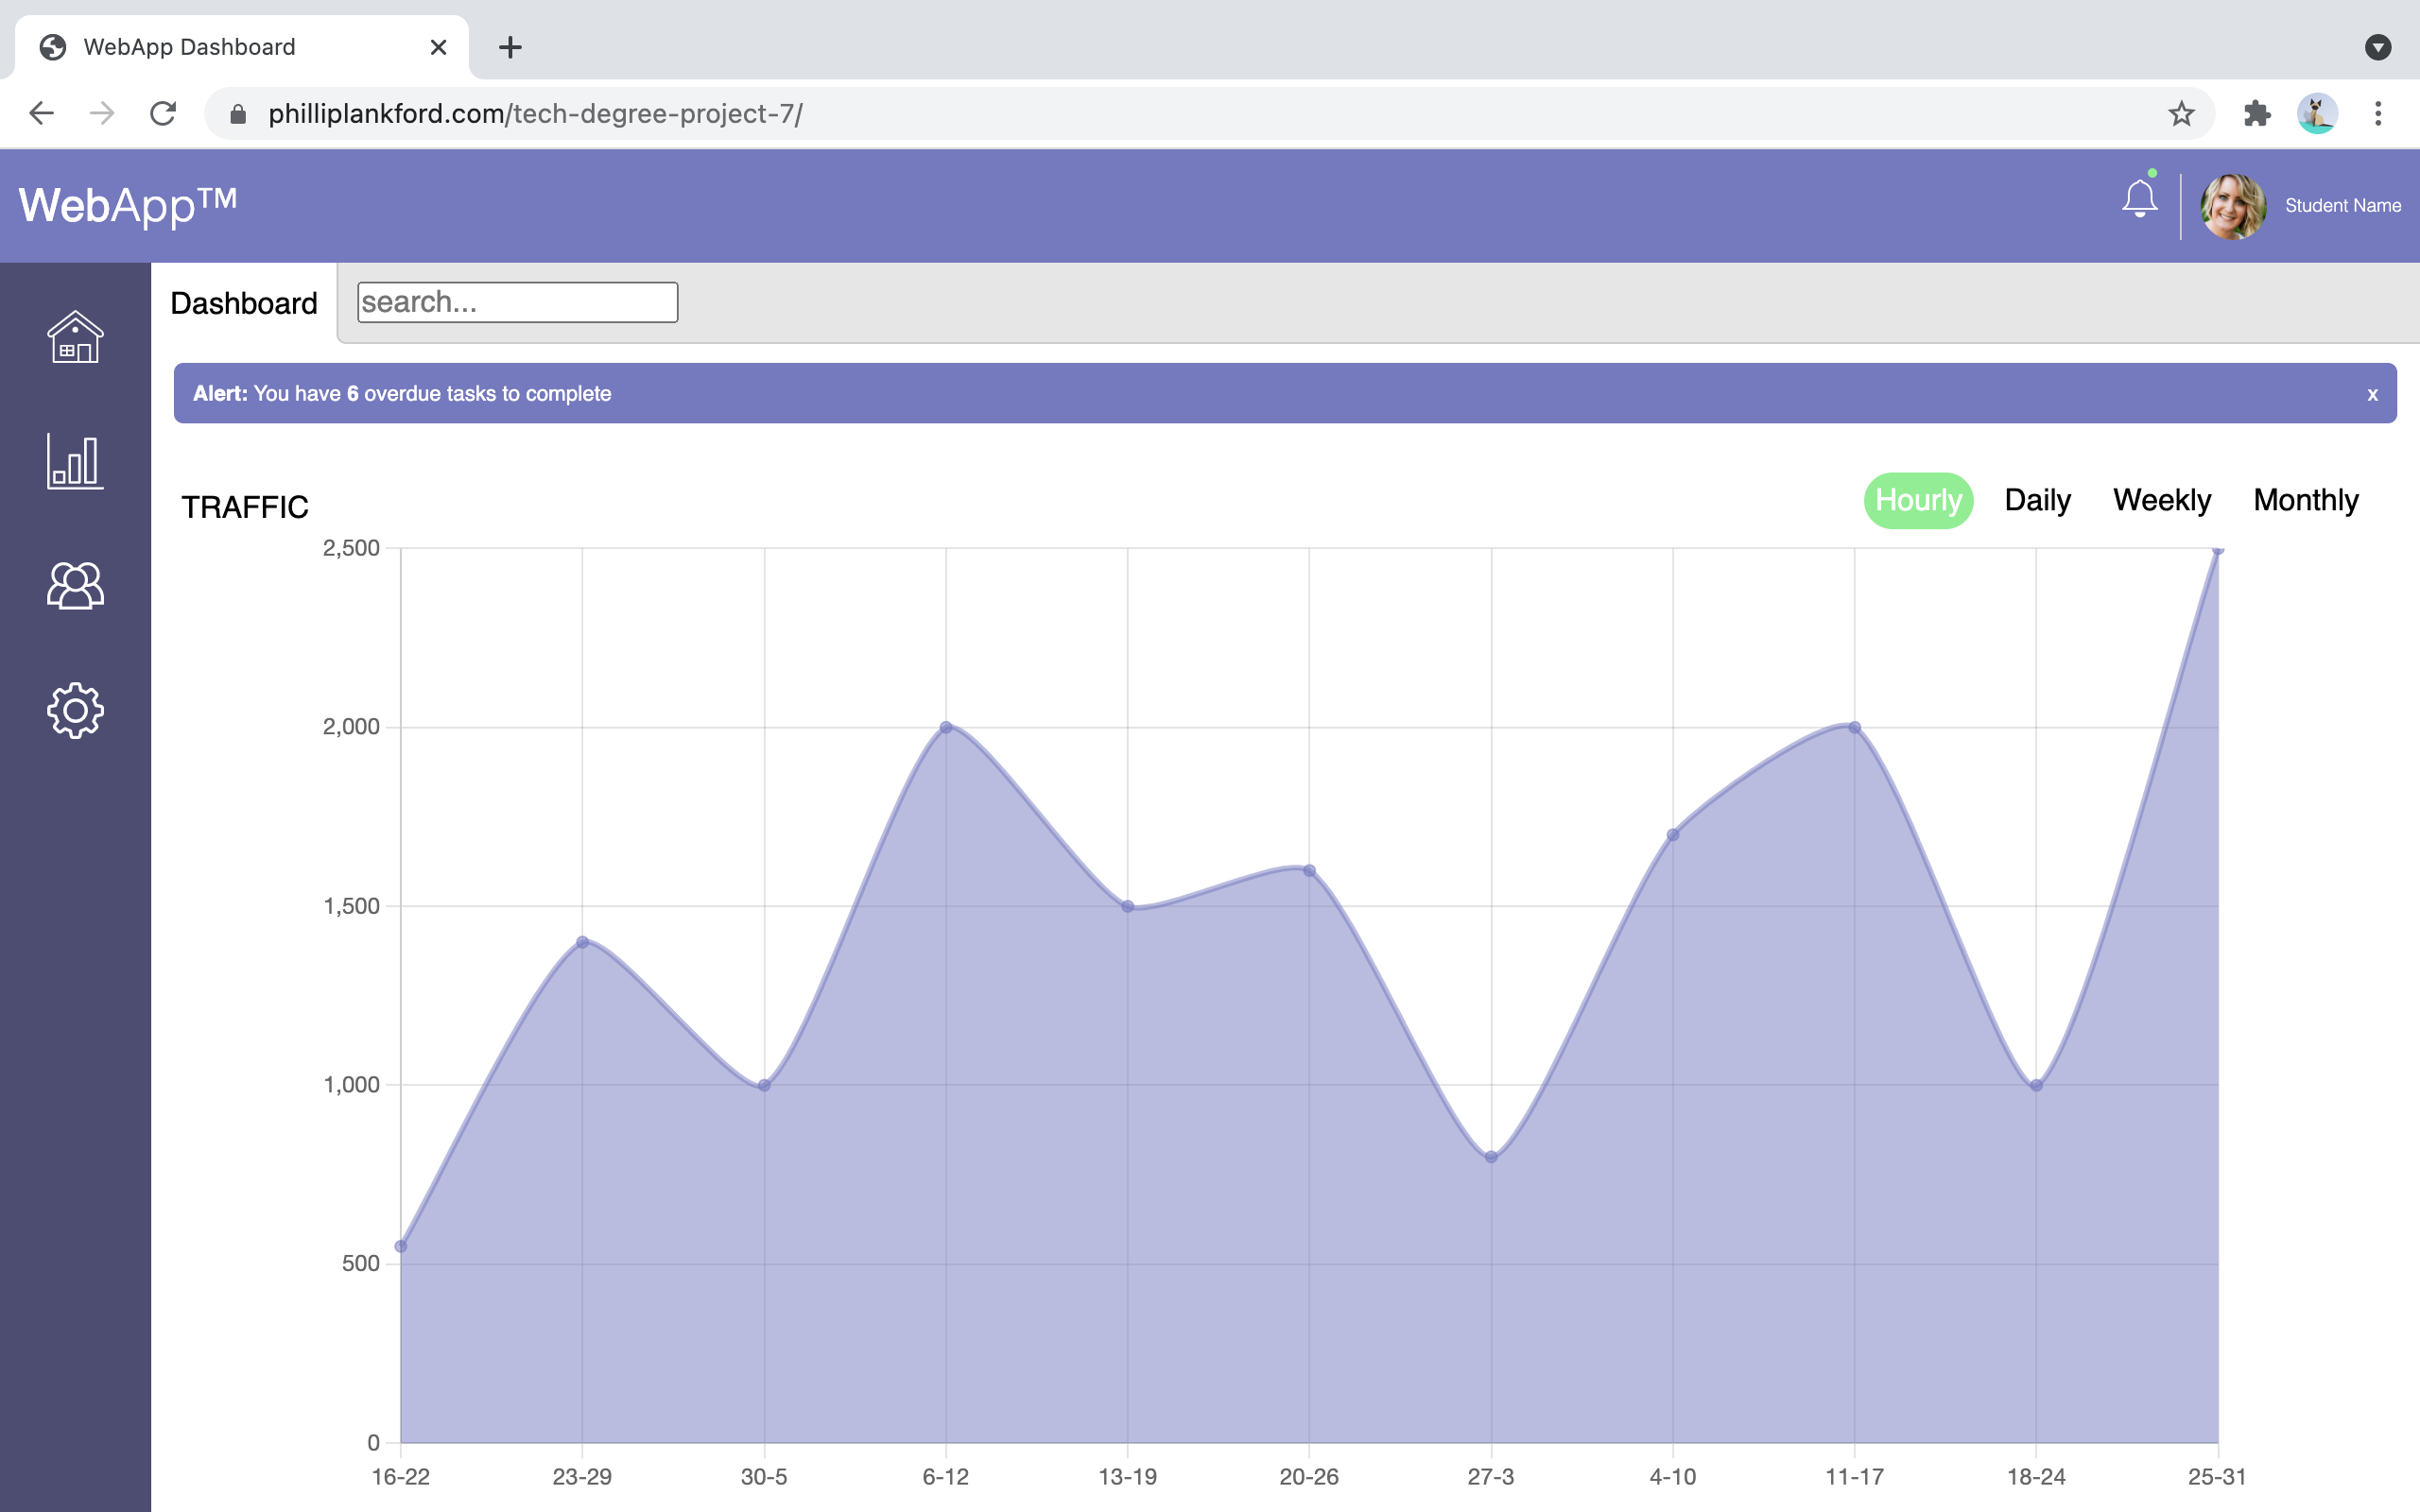 WebApp Dashboard
philliplankford.com/tech-degree-project-7/
WebApp™
Student Name
Dashboard
search...
Alert: You have 6 overdue tasks to complete
x
TRAFFIC
Hourly Daily Weekly Monthly
2,500
2,000
1,500
1,000
500
0
16-22 23-29 30-5 6-12 13-19 20-26 27-3 4-10 11-17 18-24 25-31